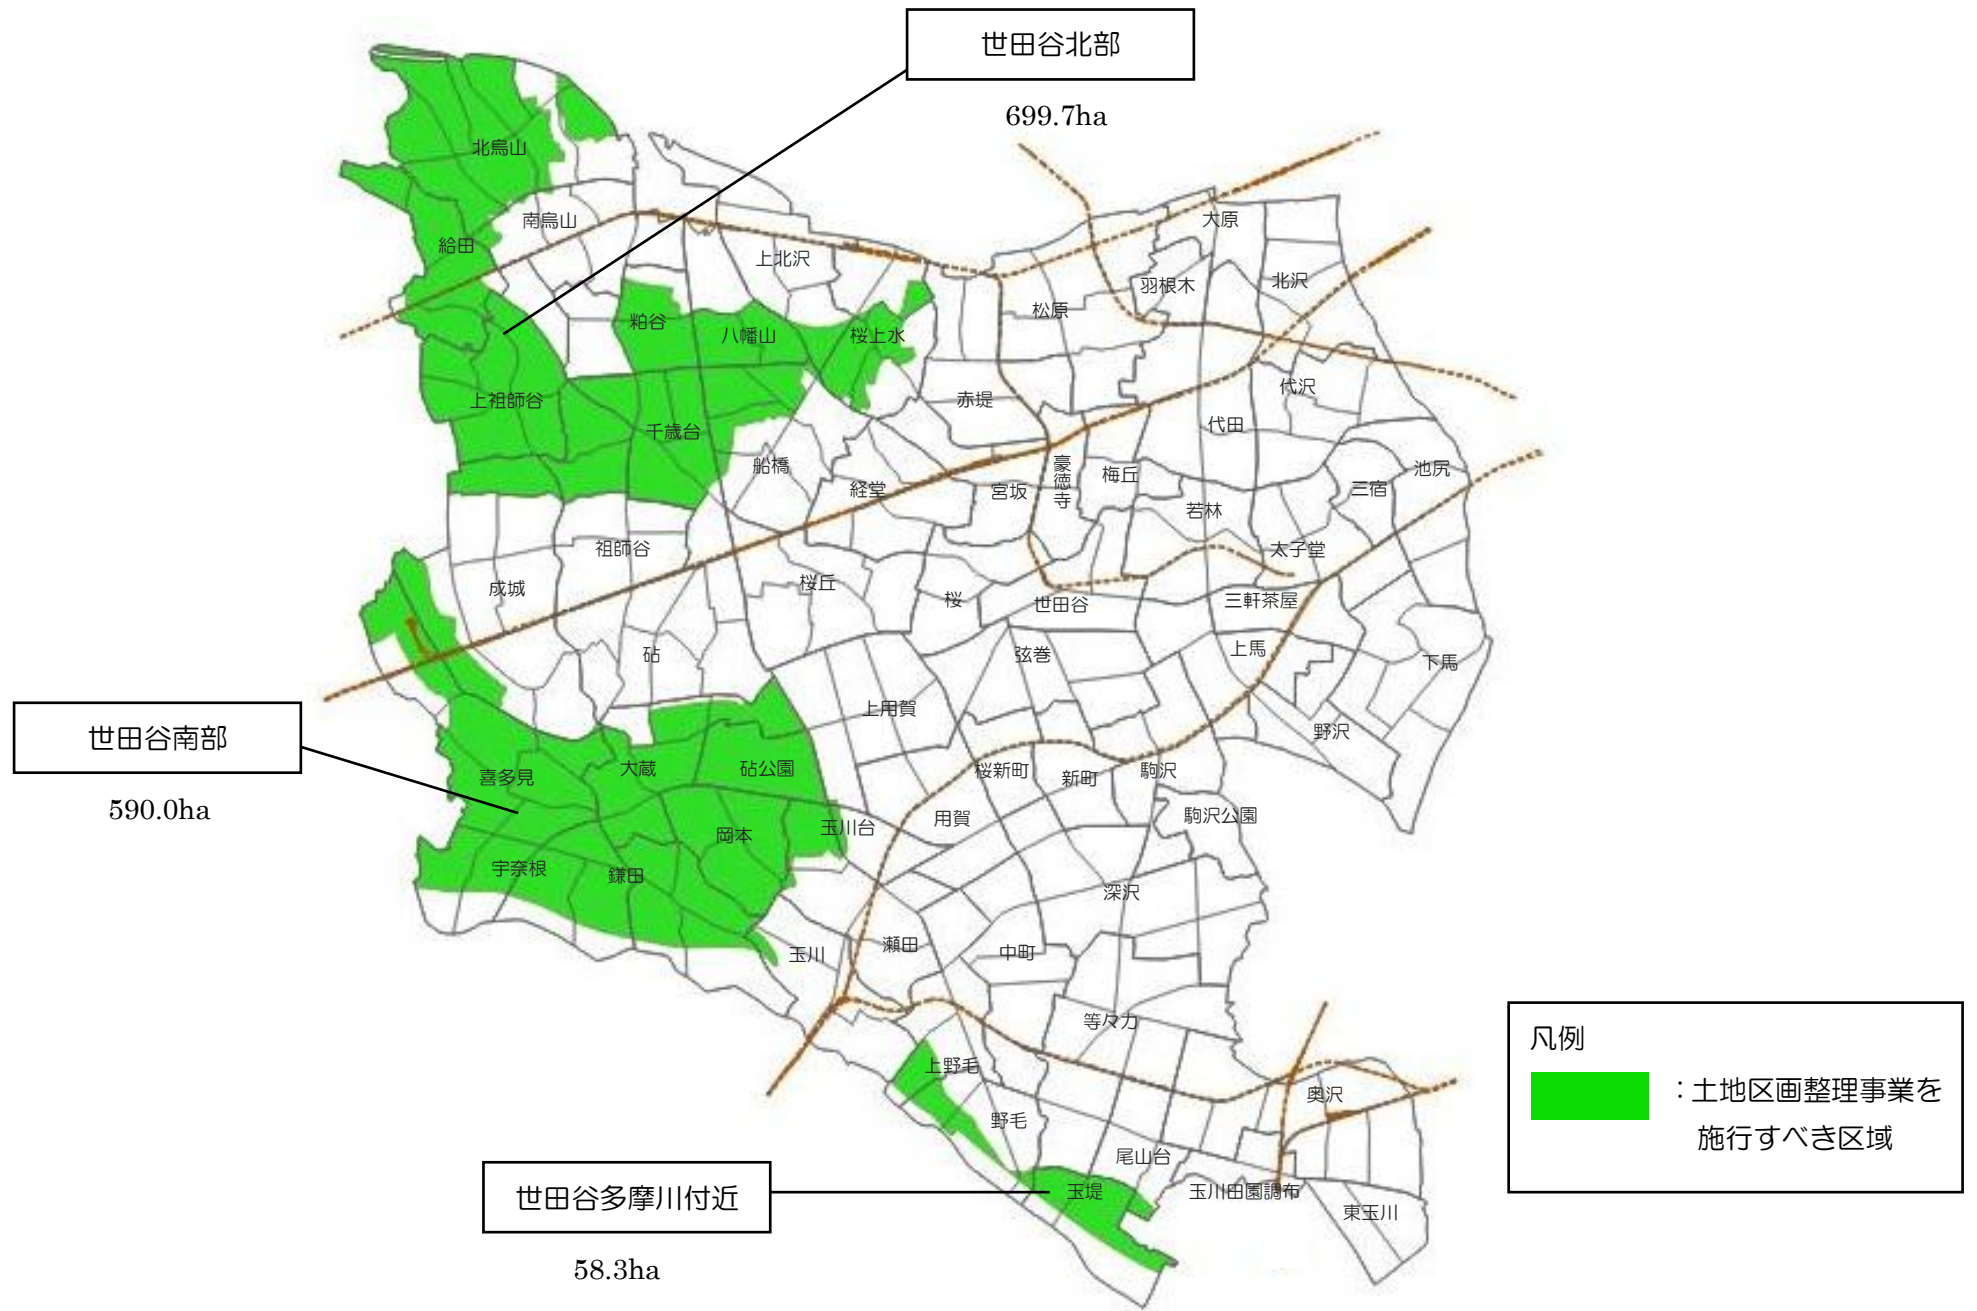 世田谷北部
699.7ha
北烏山
南烏山
給田
上北沢
大原
羽根木
北沢
松原
粕谷
八幡山
桜上水
上祖師谷
赤堤
代沢
代田
千歳台
船橋
経堂
宮坂
豪徳寺
梅丘
若林
三宿
池尻
祖師谷
成城
桜丘
桜
世田谷
太子堂
三軒茶屋
砧
弦巻
上馬
下馬
上用賀
野沢
世田谷南部
590.0ha
喜多見
大蔵
砧公園
桜新町
新町
駒沢
駒沢公園
岡本
玉川台
用賀
宇奈根
鎌田
深沢
玉川
瀬田
中町
等々力
上野毛
野毛
奥沢
尾山台
玉堤
玉川田園調布
東玉川
世田谷多摩川付近
58.3ha
凡例
：土地区画整理事業を
施行すべき区域